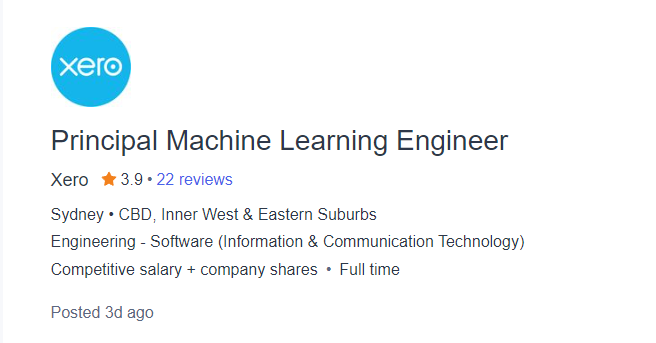 xero
Principal Machine Learning Engineer
Xero 3.9 • 22 reviews
Sydney • CBD, Inner West & Eastern Suburbs
Engineering - Software (Information & Communication Technology)
Competitive salary + company shares • Full time
Posted 3d ago